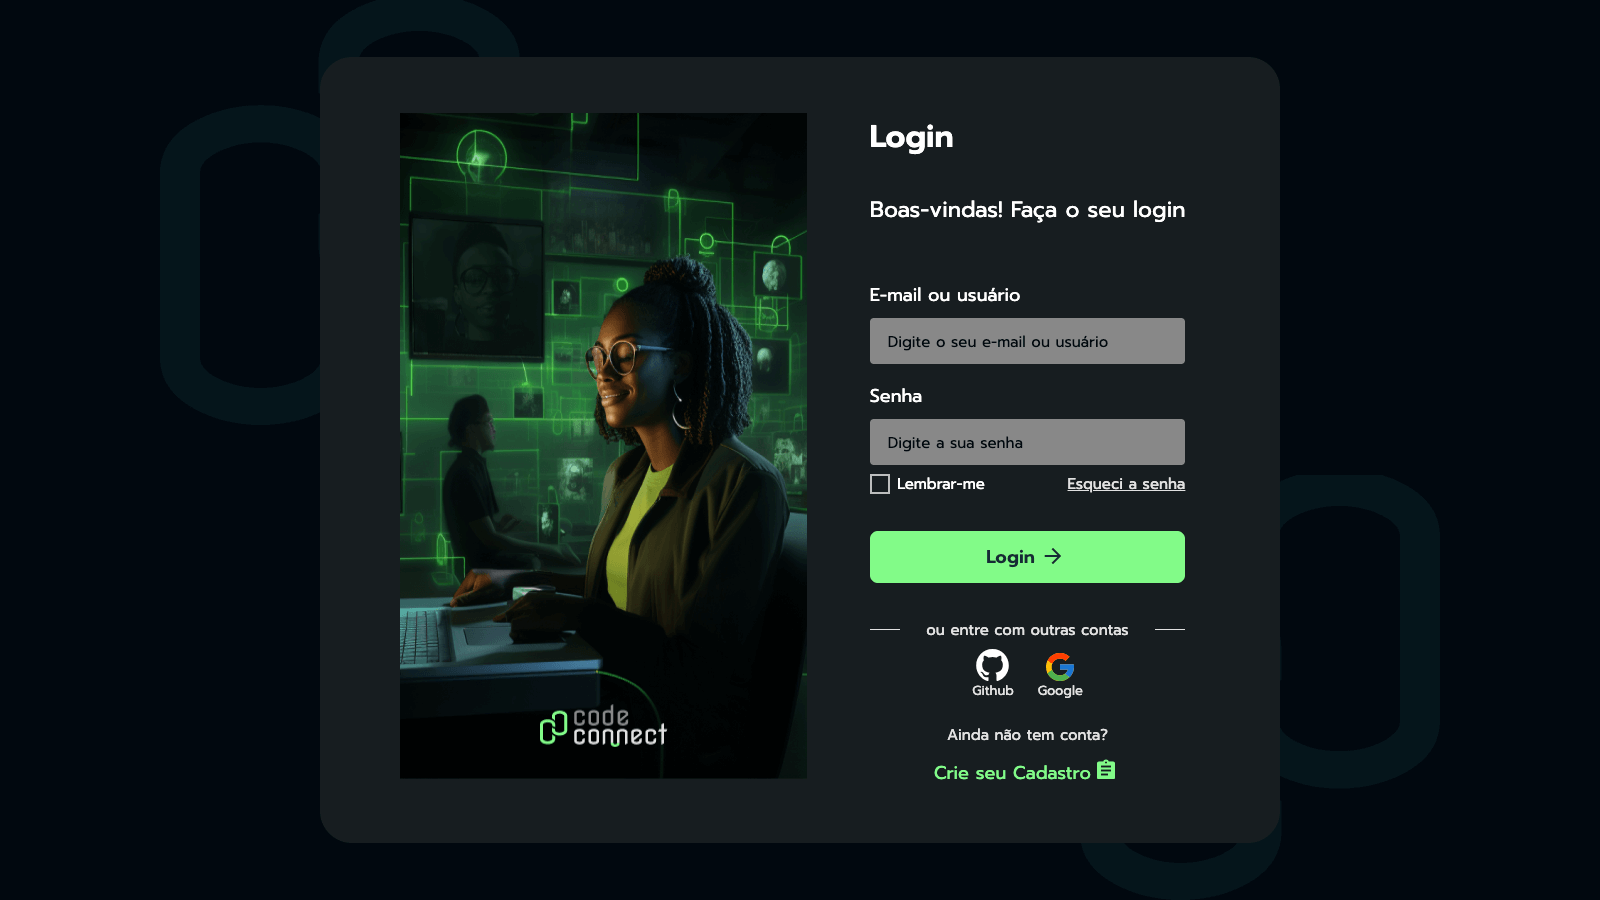 Login
Boas-vindas! Faça o seu login
E-mail ou usuário
Digite o seu e-mail ou usuário
Senha
Digite a sua senha
Lembrar-me
Esqueci a senha
Login
ou entre com outras contas
Github
Google
Ainda não tem conta?
Crie seu Cadastro
code
connect